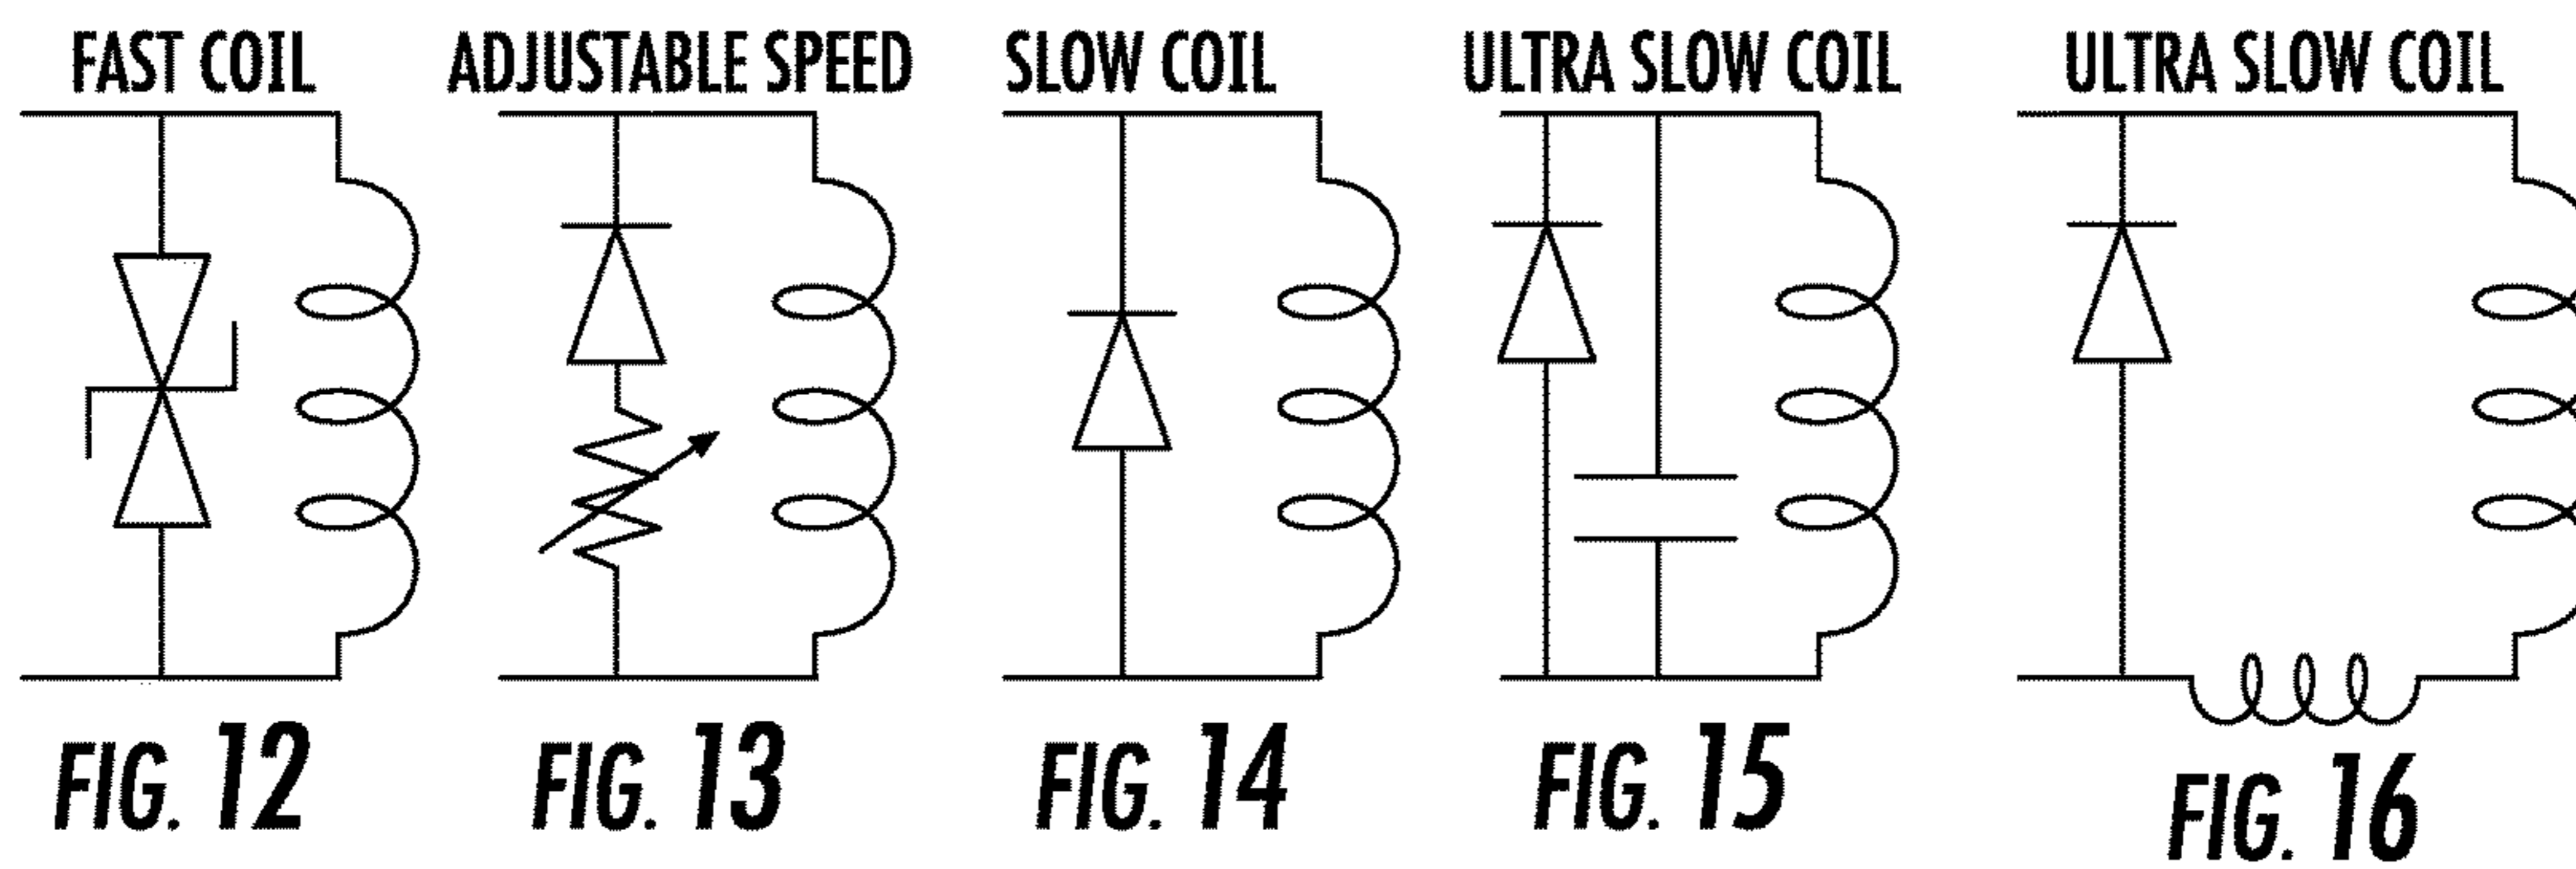 FAST COIL
ADJUSTABLE SPEED
SLOW COIL
ULTRA SLOW COIL
ULTRA SLOW COIL
FIG. 12
FIG. 13
FIG. 14
FIG. 15
FIG. 16